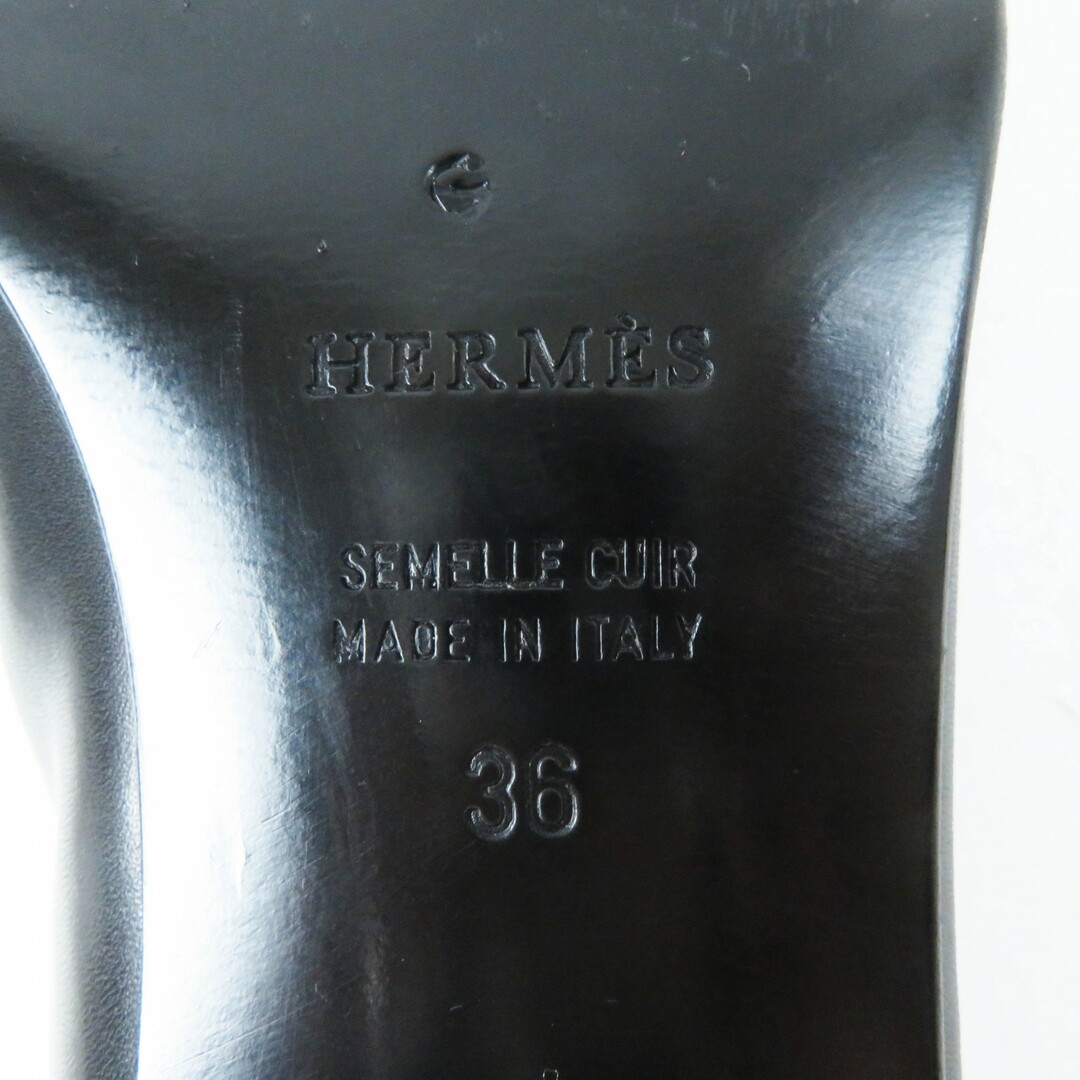 HERMÈS
SEMELLE CUIR
MADE IN ITALY
36